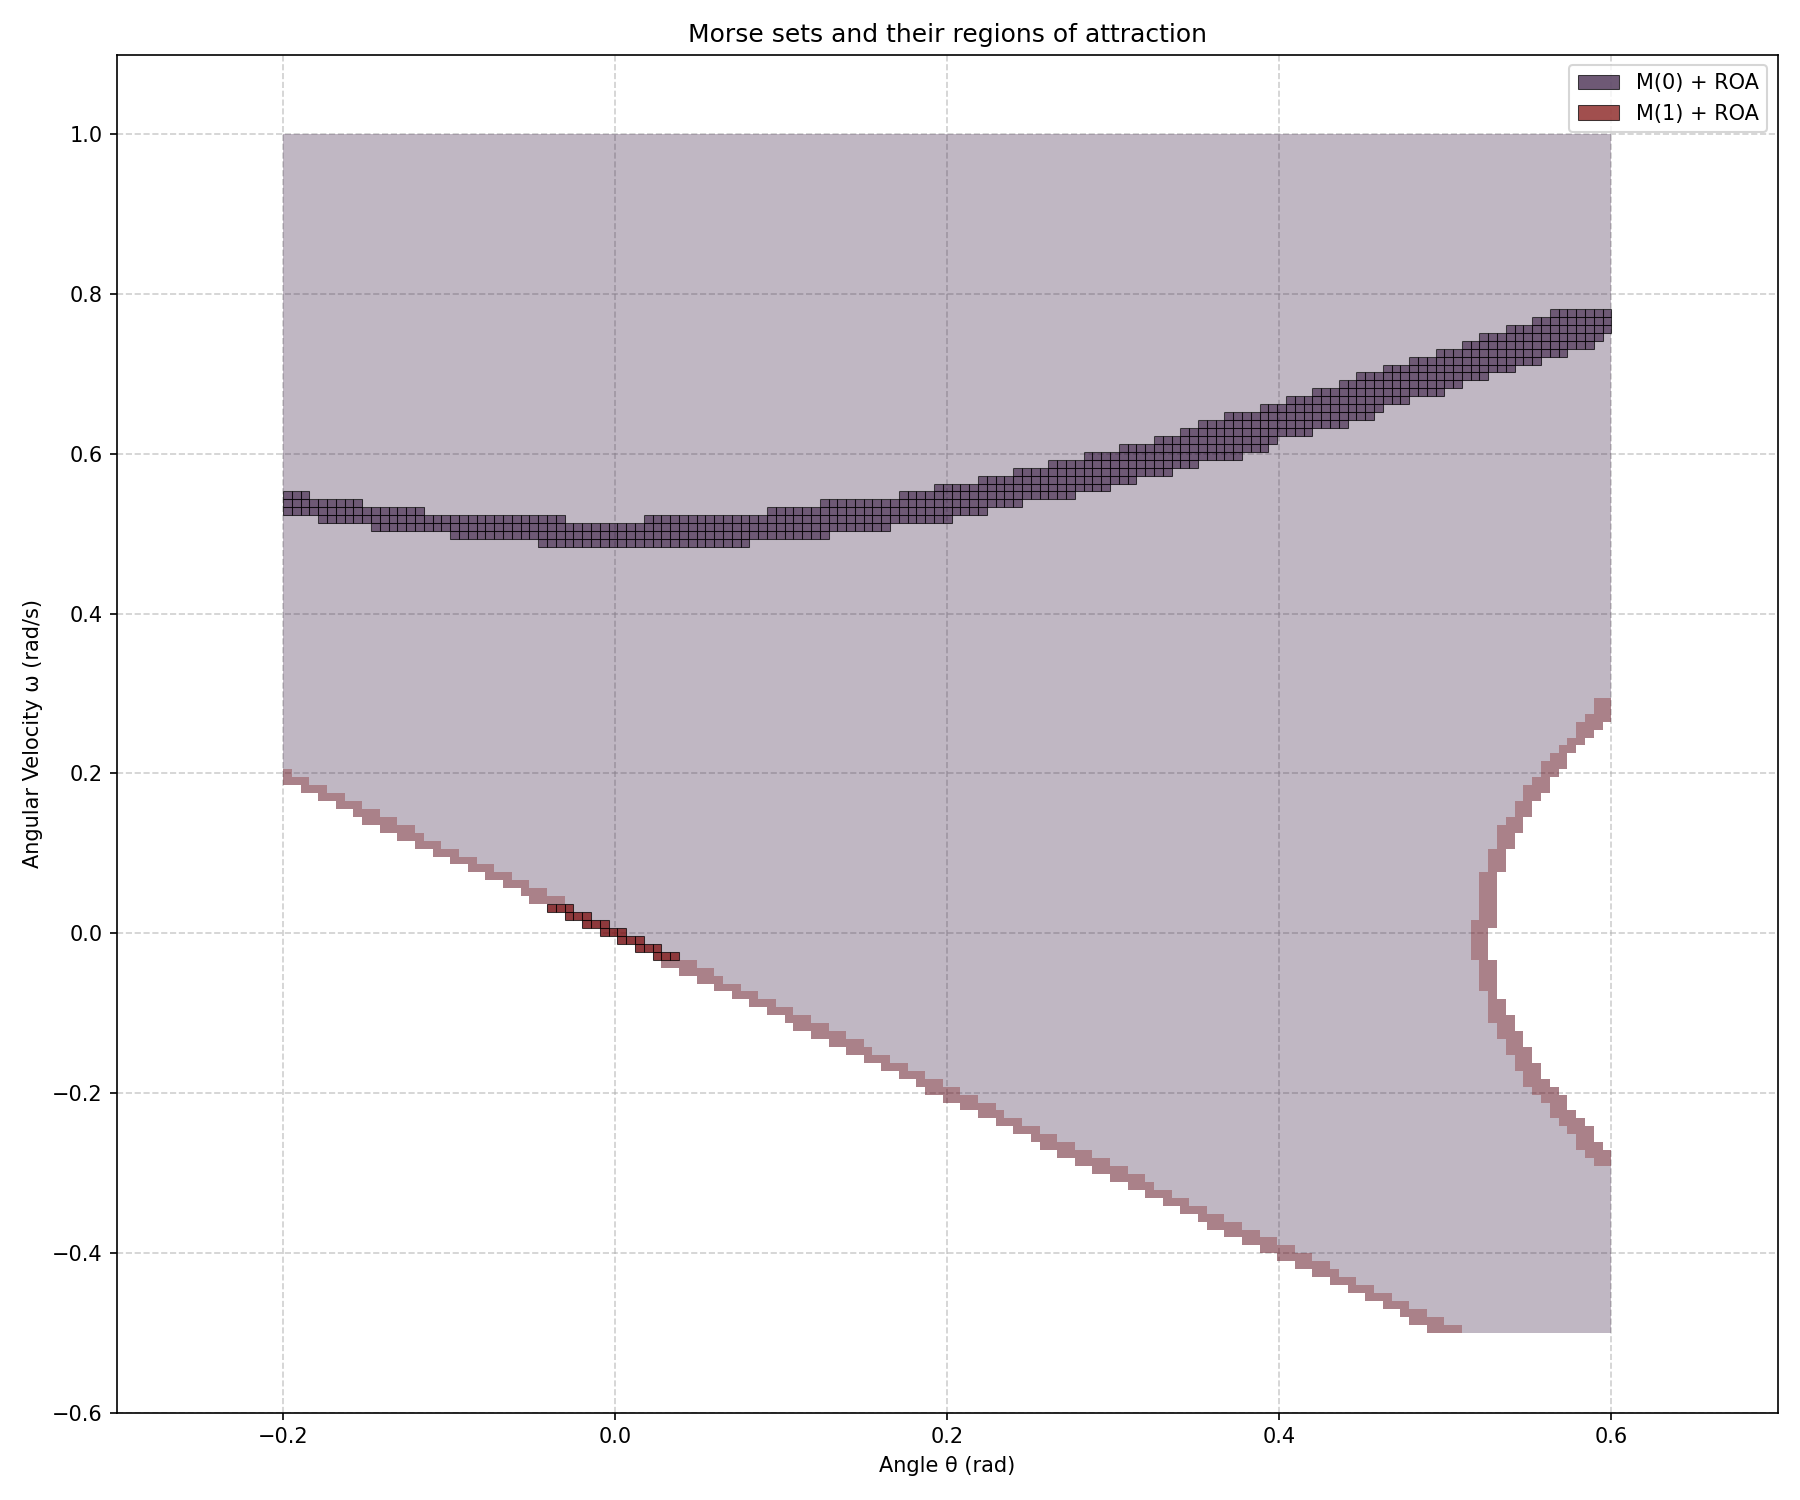 Morse sets and their regions of attraction
M(0) + ROA
M(1) + ROA
1.0
0.8
0.6
0.4
0.2
0.0
−0.2
−0.4
−0.6
Angular Velocity ω (rad/s)
−0.2 0.0 0.2 0.4 0.6
Angle θ (rad)